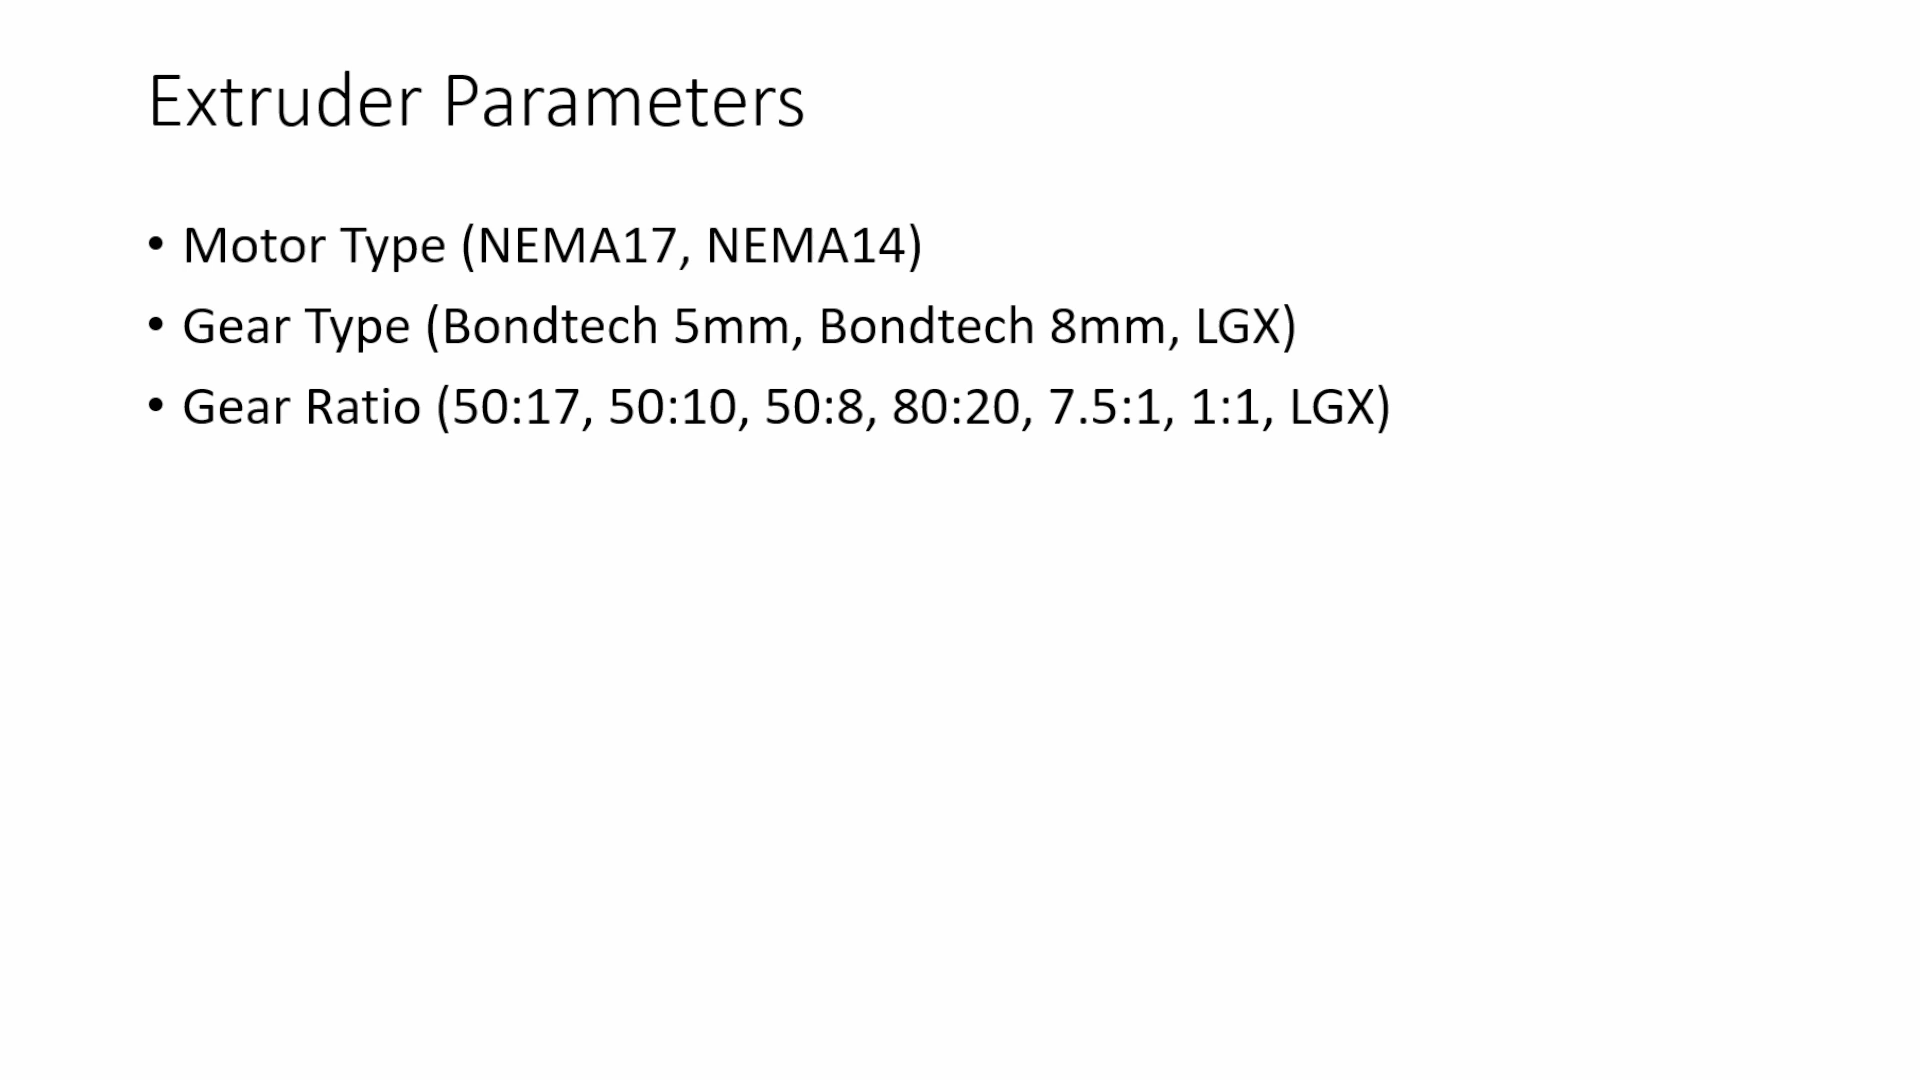 Extruder Parameters
• Motor Type (NEMA17, NEMA14)
• Gear Type (Bondtech 5mm, Bondtech 8mm, LGX)
• Gear Ratio (50:17, 50:10, 50:8, 80:20, 7.5:1, 1:1, LGX)